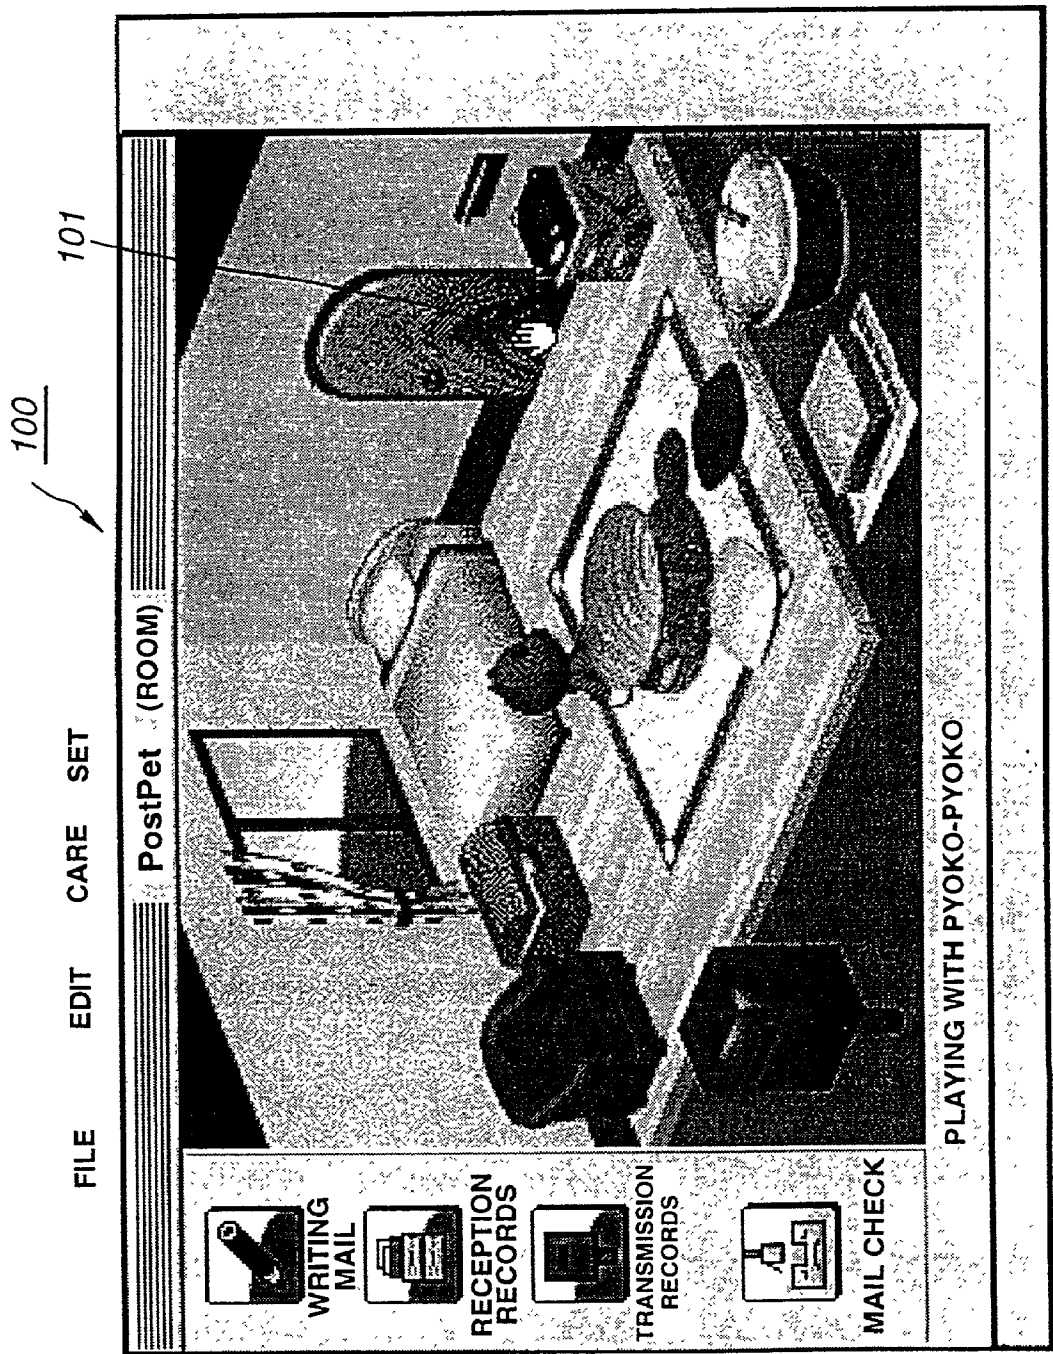 100
101
FILE EDIT CARE SET
PostPet (ROOM)
WRITING
MAIL
RECEPTION
RECORDS
TRANSMISSION
RECORDS
MAIL CHECK
PLAYING WITH PYOKO-PYOKO